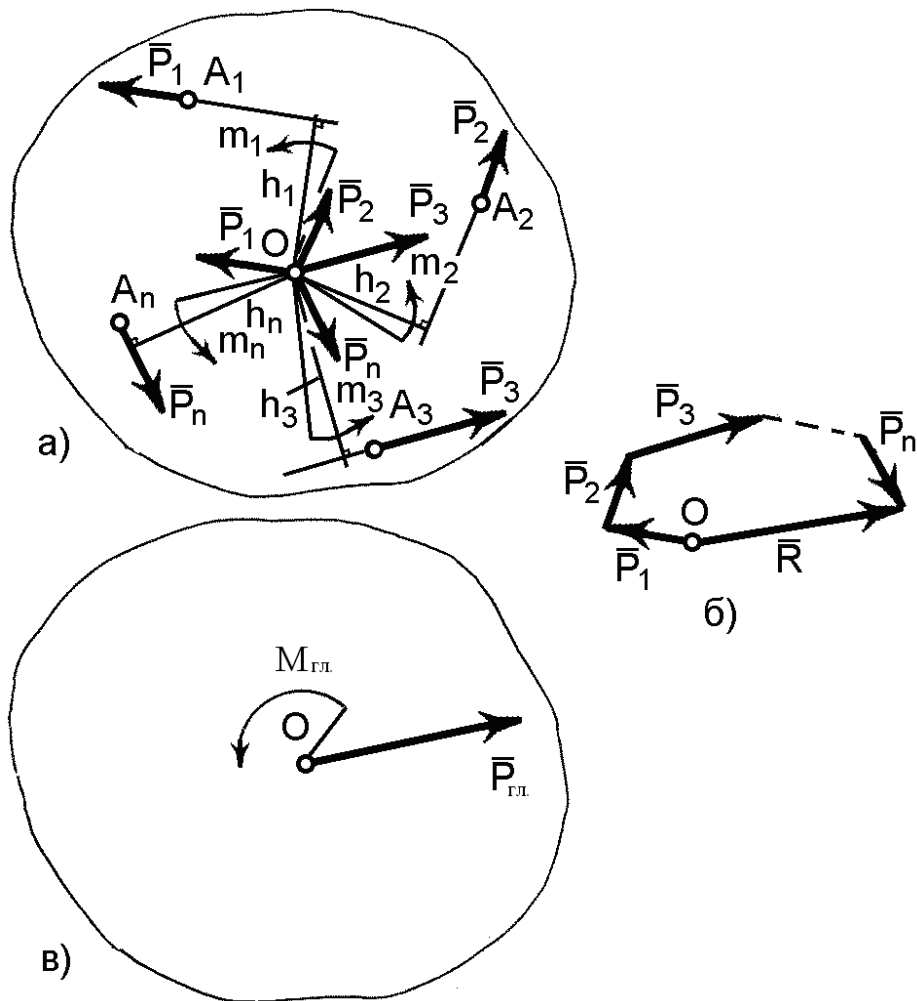 P̅₁ A₁
P̅₂
m₁
h₁
P̅₂
A₂
P̅₁ O P̅₃
m₂
h₂
Aₙ
hₙ
mₙ
P̅ₙ
P̅ₙ
h₃ m₃ A₃ P̅₃
а)
P̅₃
P̅ₙ
P̅₂
O
P̅₁ R̅
б)
Mгл.
O
P̅гл.
в)